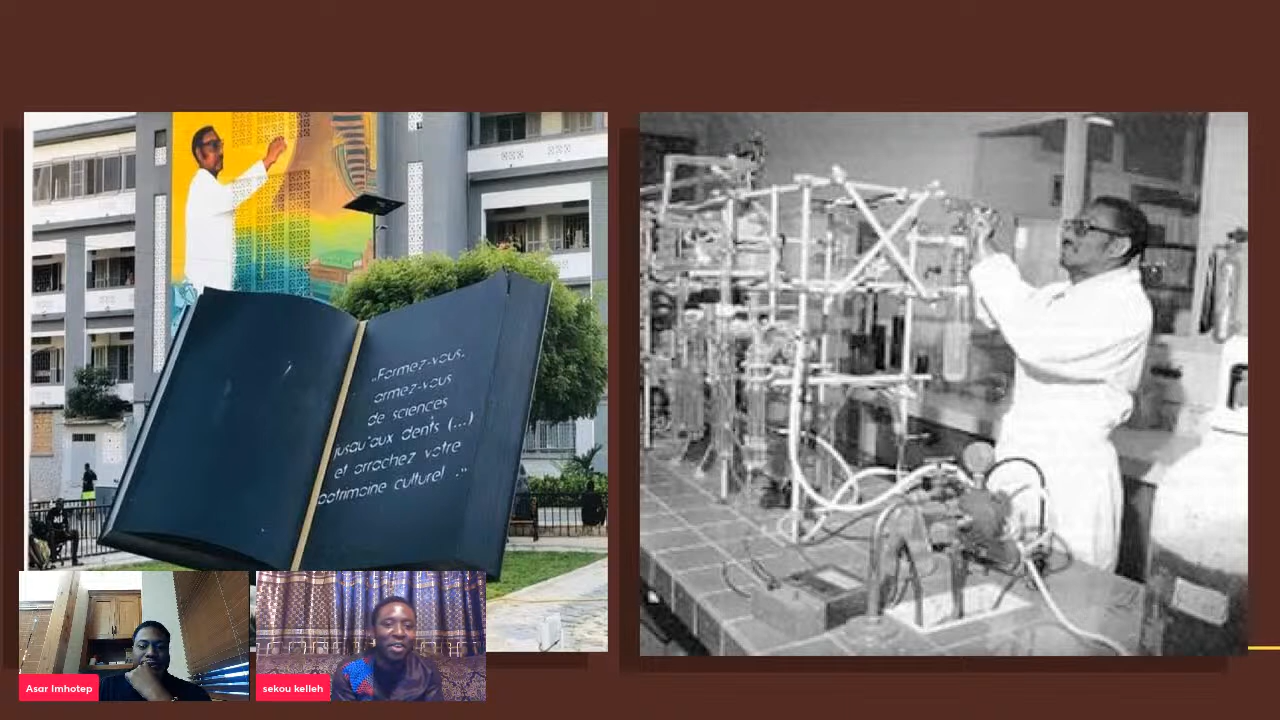 „Formez-vous,
armez-vous
de sciences
jusqu'aux dents (...)
et arrachez votre
patrimoine culturel ."
Asar Imhotep
sekou kelleh